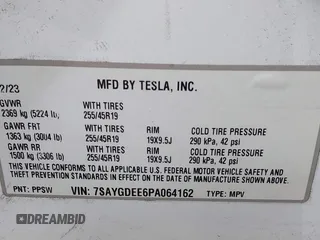 2/23
MFD BY TESLA, INC.
GVWR WITH TIRES
2369 kg (5224 lb) 255/45R19
GAWR FRT WITH TIRES RIM COLD TIRE PRESSURE
1363 kg (3004 lb) 255/45R19 19X9.5J 290 kPa, 42 psi
GAWR RR WITH TIRES RIM COLD TIRE PRESSURE
1500 kg (3306 lb) 255/45R19 19X9.5J 290 kPa, 42 psi
THIS VEHICLE CONFORMS TO ALL APPLICABLE U.S. FEDERAL MOTOR VEHICLE SAFETY AND
THEFT PREVENTION STANDARDS IN EFFECT ON THE DATE OF MANUFACTURE SHOWN ABOVE.
PNT: PPSW VIN: 7SAYGDEE6PA064162 TYPE: MPV
DREAMBID